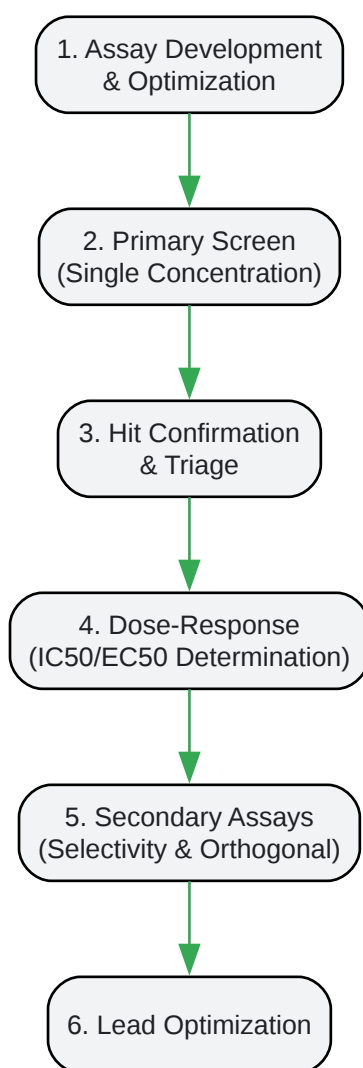 1. Assay Development
& Optimization
2. Primary Screen
(Single Concentration)
3. Hit Confirmation
& Triage
4. Dose-Response
(IC50/EC50 Determination)
5. Secondary Assays
(Selectivity & Orthogonal)
6. Lead Optimization